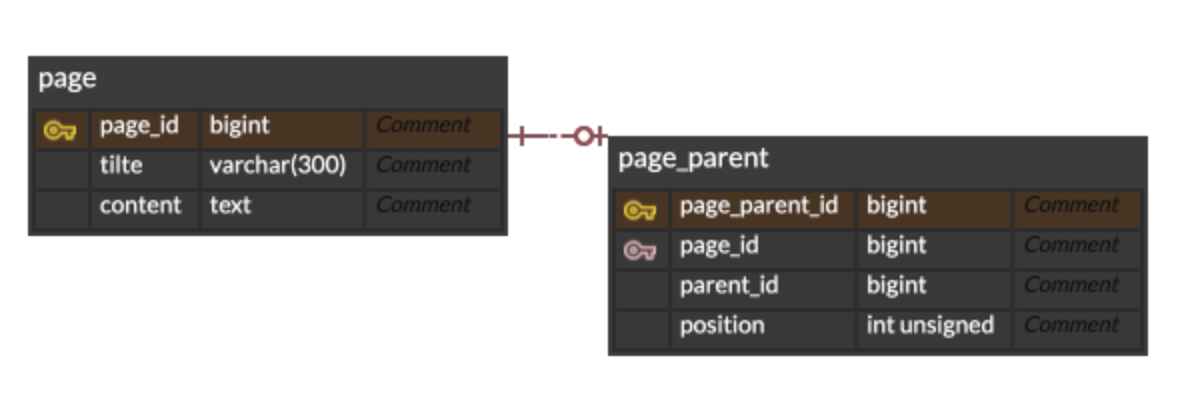 page
page_id bigint Comment
tilte varchar(300) Comment
content text Comment
page_parent
page_parent_id bigint Comment
page_id bigint Comment
parent_id bigint Comment
position int unsigned Comment